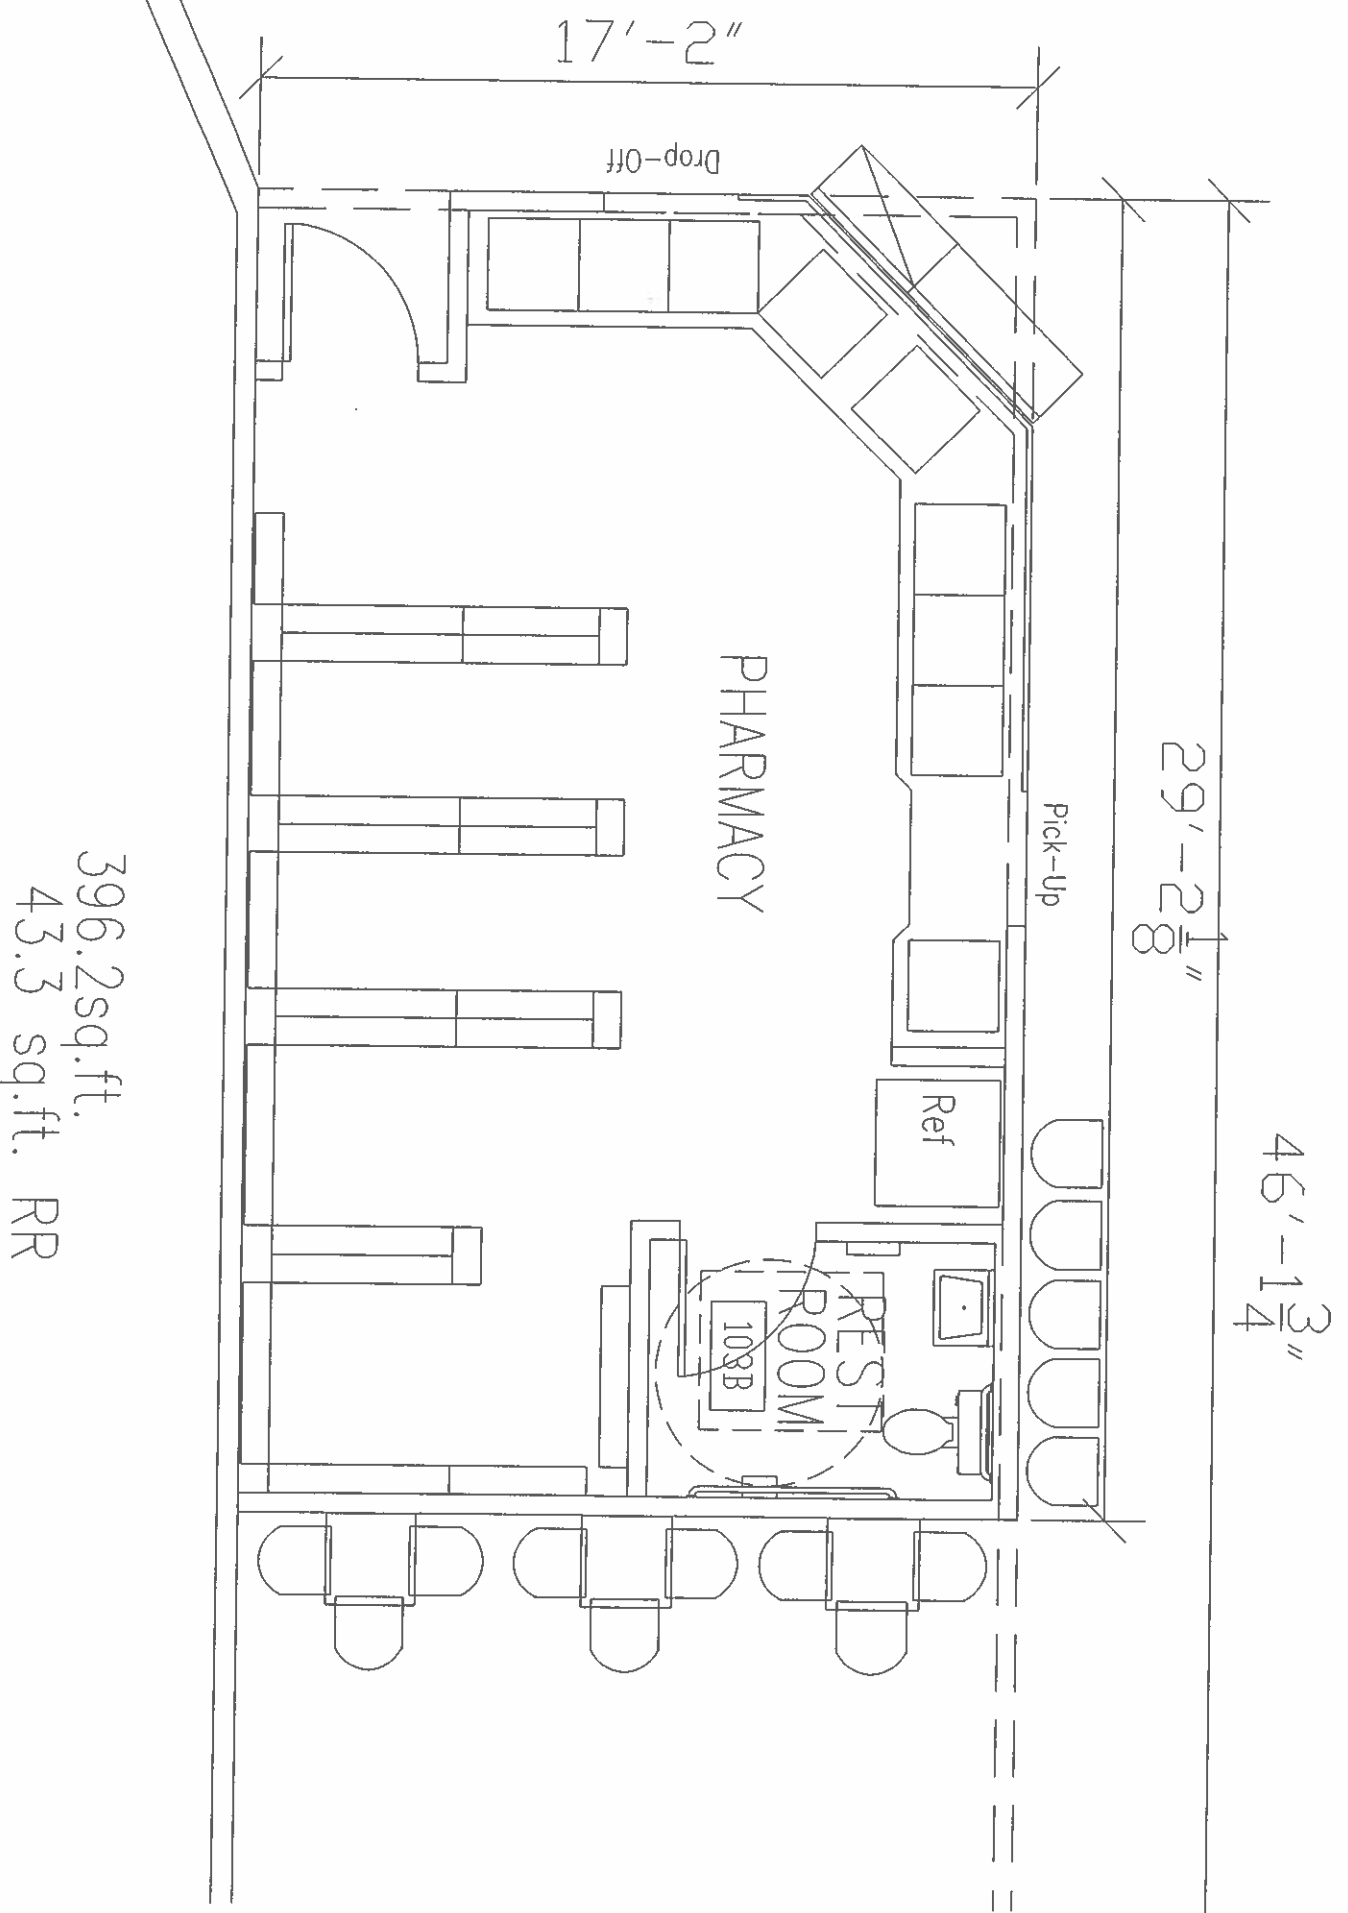 17'-2"
Drop-Off
29'-2 1/8"
46'-1 3/4"
Pick-Up
PHARMACY
Ref
REST
ROOM
103B
396.2sq.ft.
43.3 sq.ft. RR